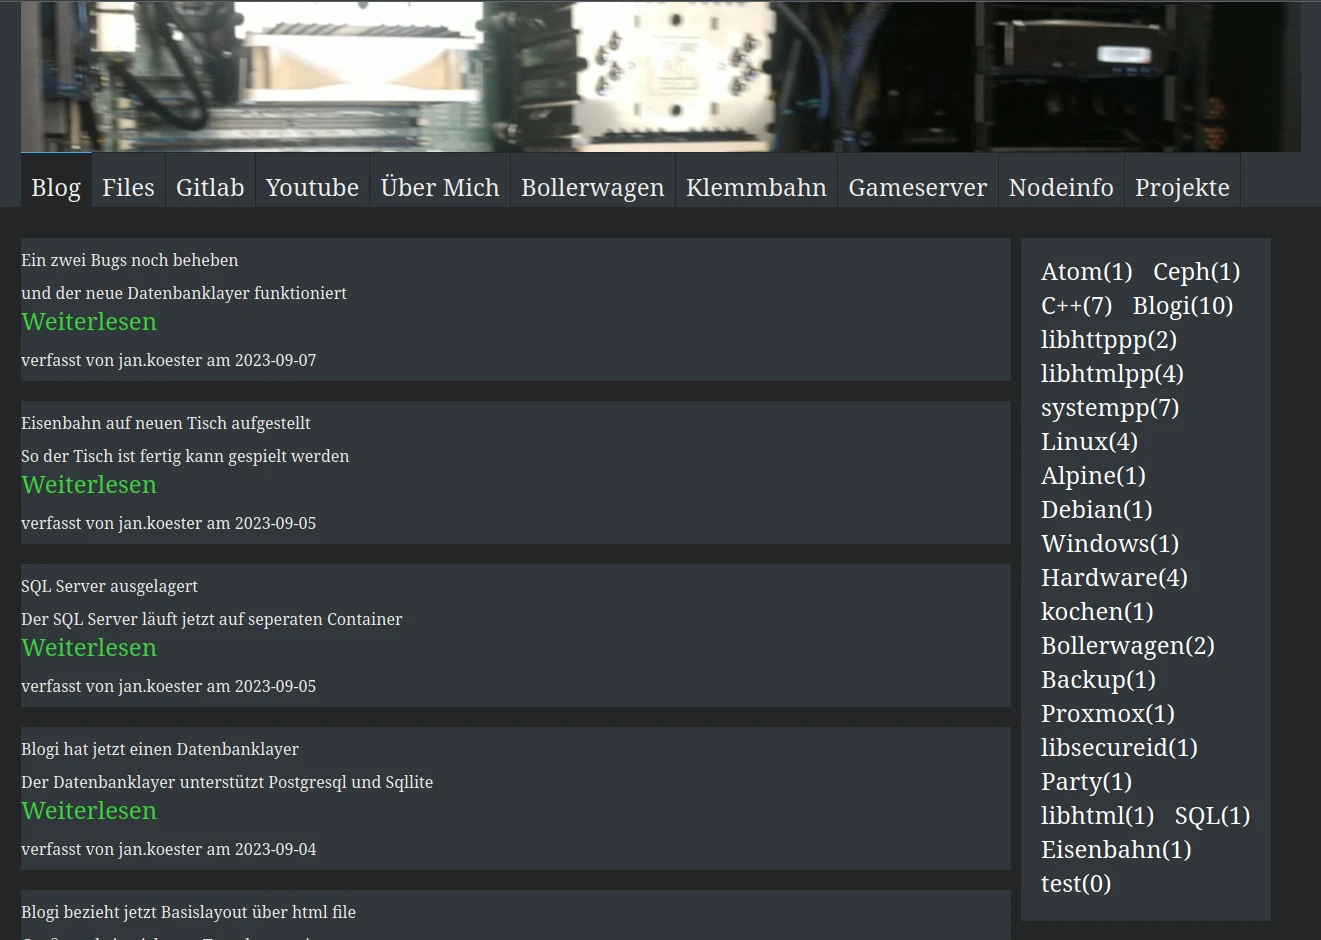 Blog Files Gitlab Youtube Über Mich Bollerwagen Klemmbahn Gameserver Nodeinfo Projekte
Ein zwei Bugs noch beheben
und der neue Datenbanklayer funktioniert
Weiterlesen
verfasst von jan.koester am 2023-09-07
Eisenbahn auf neuen Tisch aufgestellt
So der Tisch ist fertig kann gespielt werden
Weiterlesen
verfasst von jan.koester am 2023-09-05
SQL Server ausgelagert
Der SQL Server läuft jetzt auf seperaten Container
Weiterlesen
verfasst von jan.koester am 2023-09-05
Blogi hat jetzt einen Datenbanklayer
Der Datenbanklayer unterstützt Postgresql und Sqllite
Weiterlesen
verfasst von jan.koester am 2023-09-04
Blogi bezieht jetzt Basislayout über html file
Atom(1) Ceph(1)
C++(7) Blogi(10)
libhttppp(2)
libhtmlpp(4)
systempp(7)
Linux(4)
Alpine(1)
Debian(1)
Windows(1)
Hardware(4)
kochen(1)
Bollerwagen(2)
Backup(1)
Proxmox(1)
libsecureid(1)
Party(1)
libhtml(1) SQL(1)
Eisenbahn(1)
test(0)